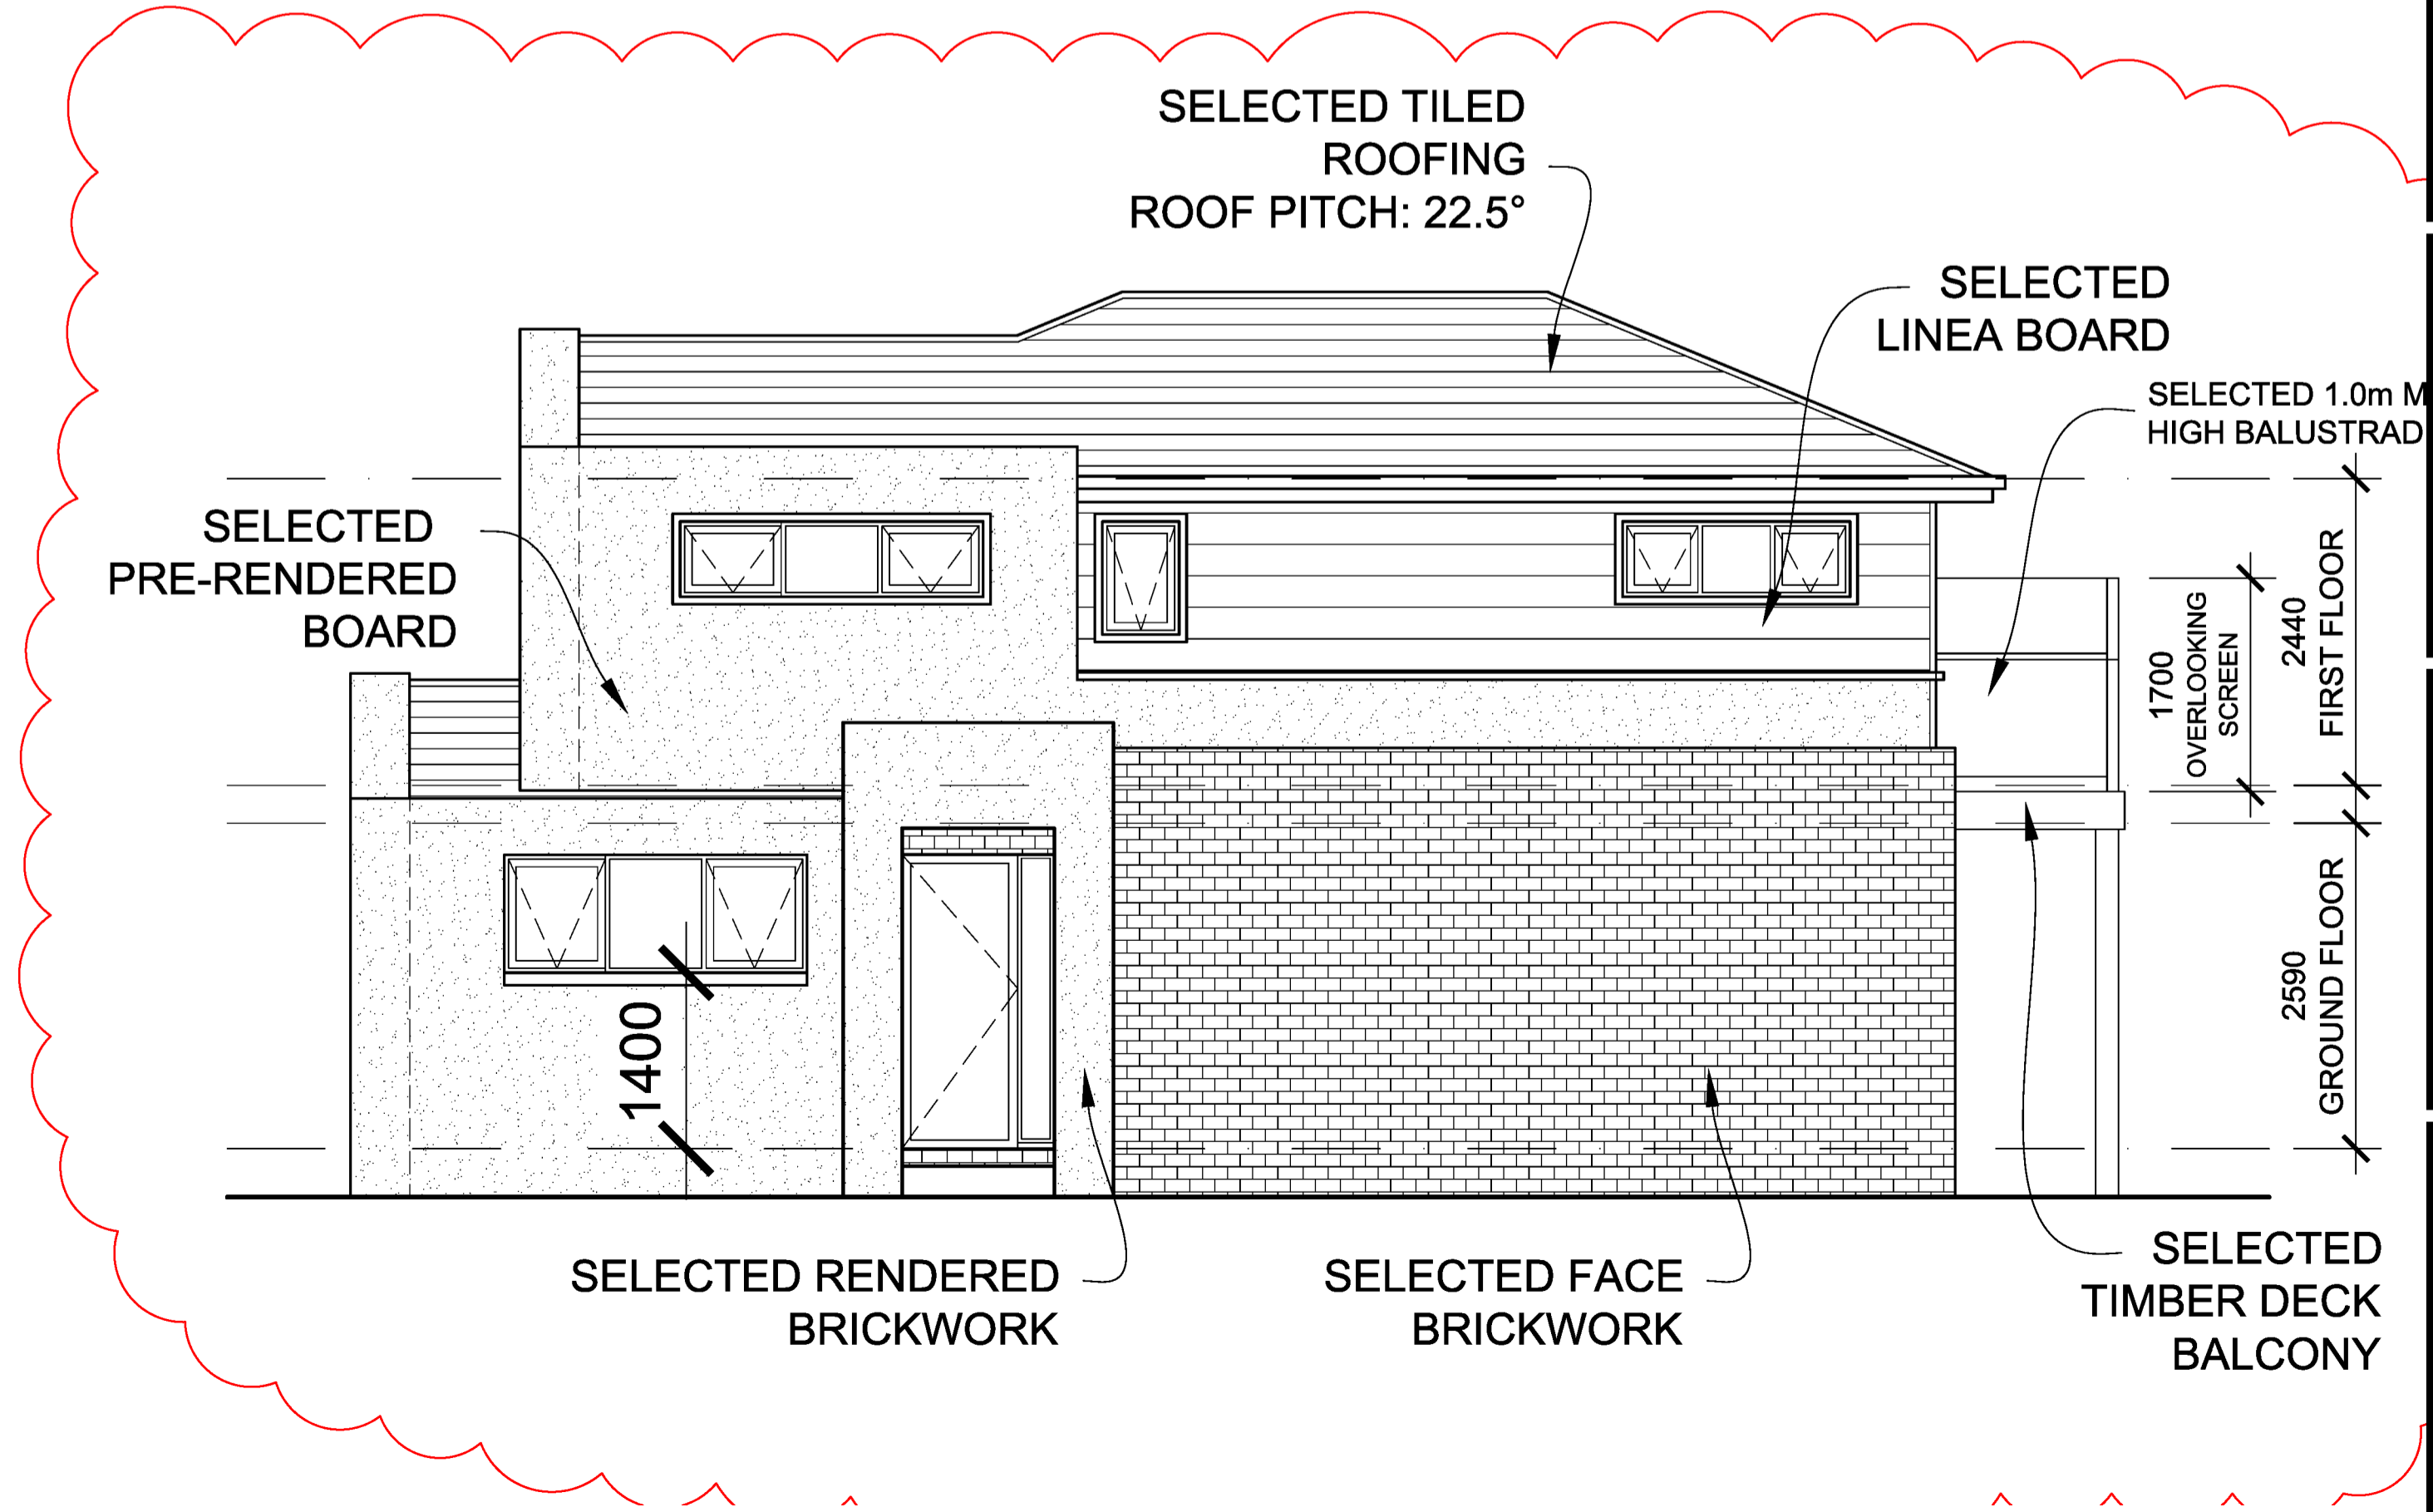 SELECTED TILED
ROOFING
ROOF PITCH: 22.5°
SELECTED
LINEA BOARD
SELECTED 1.0m M
HIGH BALUSTRAD
SELECTED
PRE-RENDERED
BOARD
1700
OVERLOOKING
SCREEN
2440
FIRST FLOOR
2590
GROUND FLOOR
1400
SELECTED RENDERED
BRICKWORK
SELECTED FACE
BRICKWORK
SELECTED
TIMBER DECK
BALCONY